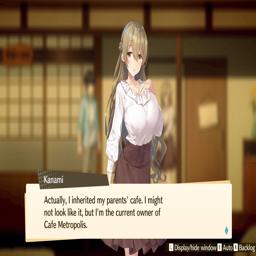 Kanami
Actually, I inherited my parents' cafe. I might
not look like it, but I'm the current owner of
Cafe Metropolis.
L Display/hide window X Auto X Backlog